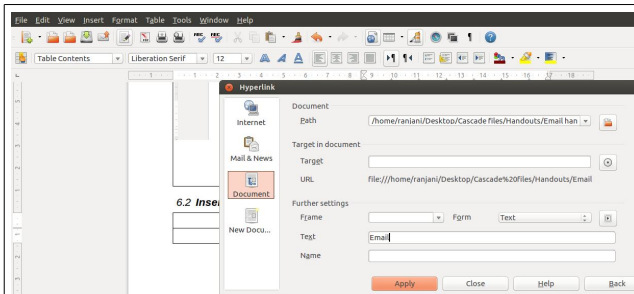 File Edit View Insert Format Table Tools Window Help
Table Contents Liberation Serif 12
Hyperlink
Internet
Mail & News
Document
New Docu...
Document
Path /home/ranjani/Desktop/Cascade files/Handouts/Email han
Target in document
Target
URL file:///home/ranjani/Desktop/Cascade%20files/Handouts/Email
Further settings
Frame Form Text
Text Email
Name
Apply Close Help Back
6.2 Inser